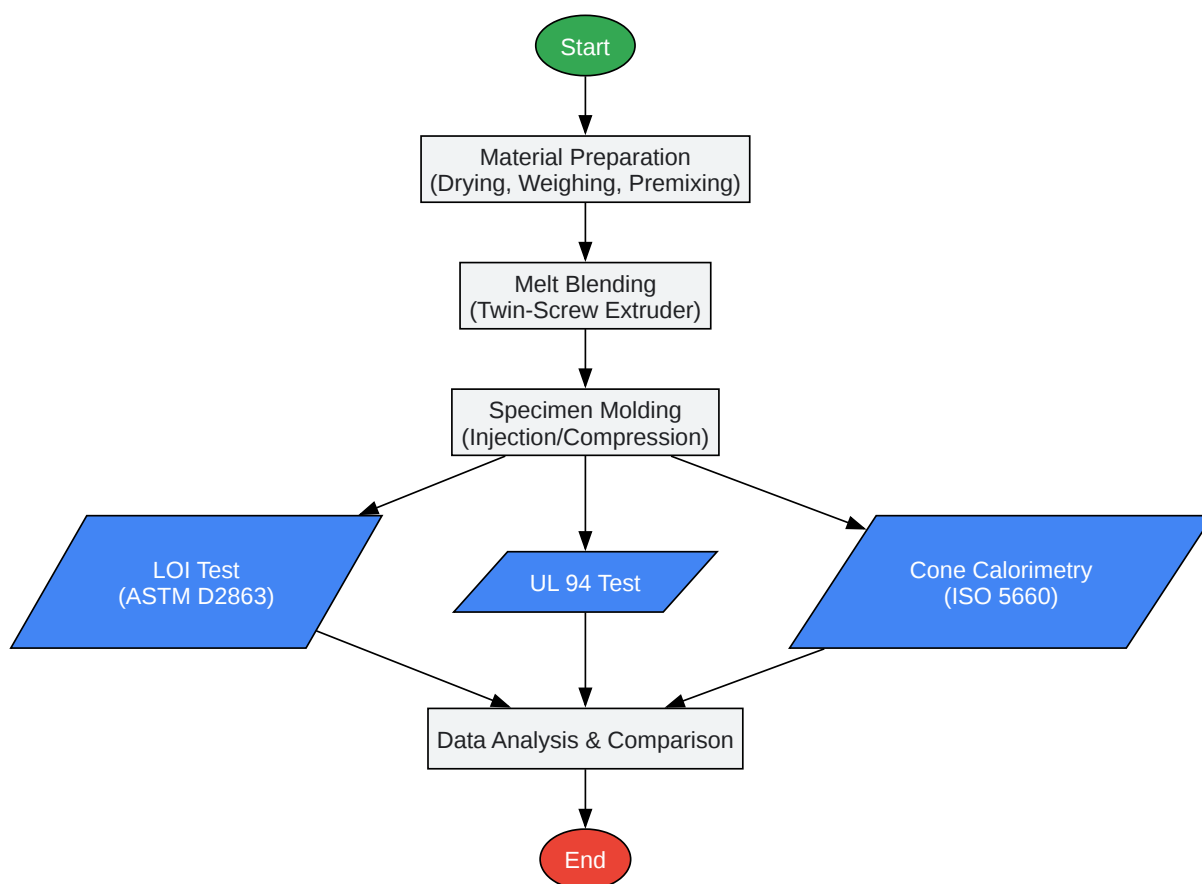 Start
Material Preparation
(Drying, Weighing, Premixing)
Melt Blending
(Twin-Screw Extruder)
Specimen Molding
(Injection/Compression)
LOI Test
(ASTM D2863)
UL 94 Test
Cone Calorimetry
(ISO 5660)
Data Analysis & Comparison
End